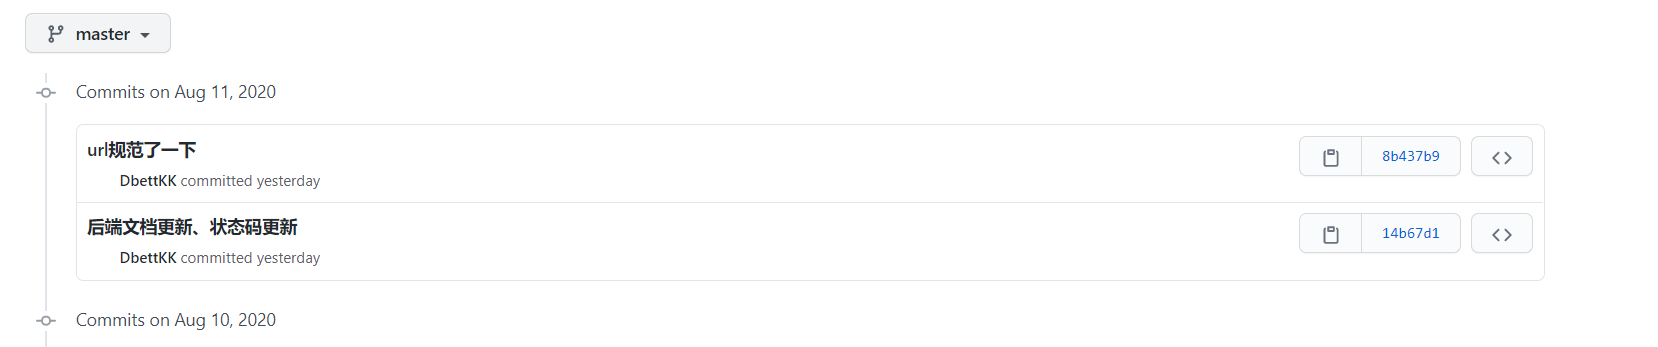 master
Commits on Aug 11, 2020
url规范了一下
8b437b9
DbettKK committed yesterday
后端文档更新、状态码更新
14b67d1
DbettKK committed yesterday
Commits on Aug 10, 2020